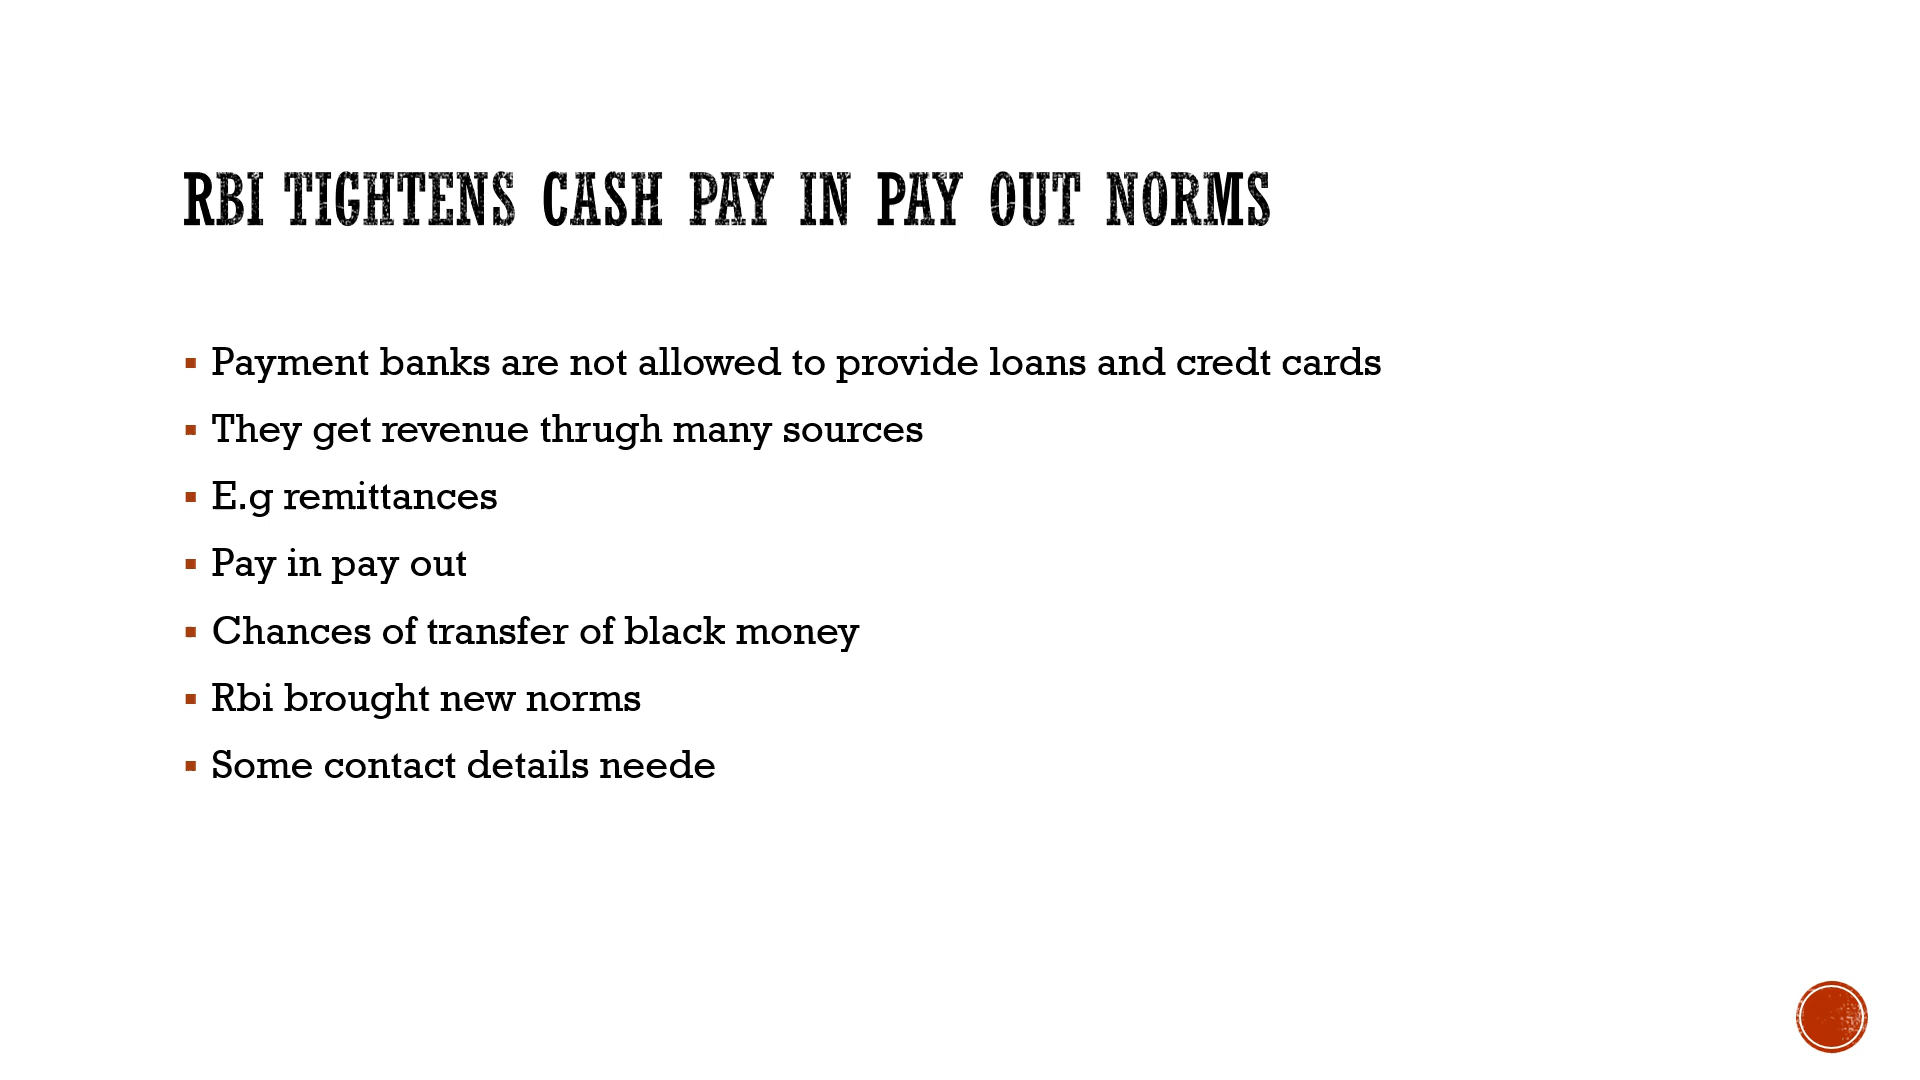 RBI TIGHTENS CASH PAY IN PAY OUT NORMS
Payment banks are not allowed to provide loans and credt cards
They get revenue thrugh many sources
E.g remittances
Pay in pay out
Chances of transfer of black money
Rbi brought new norms
Some contact details neede